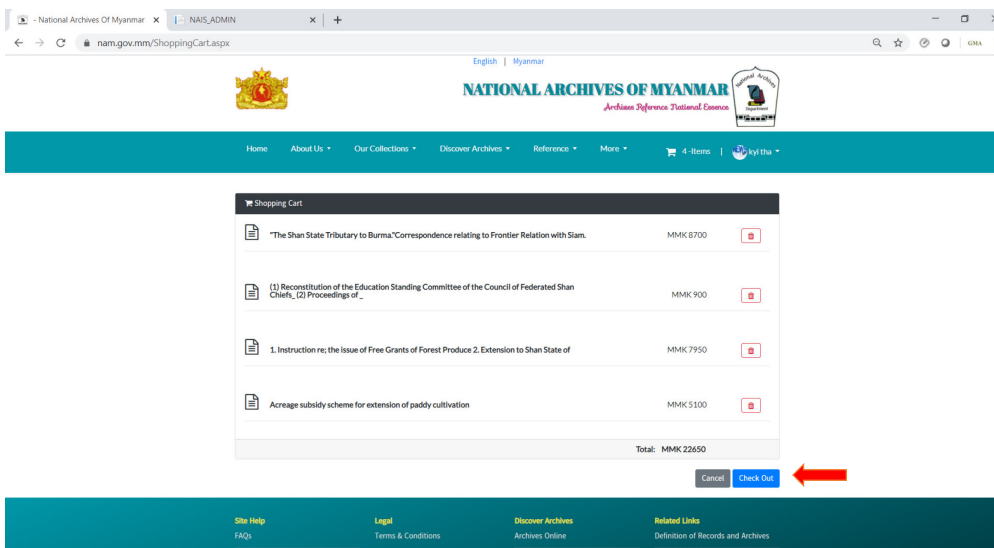 - National Archives Of Myanmar
NAIS_ADMIN
nam.gov.mm/ShoppingCart.aspx
GMA
English | Myanmar
NATIONAL ARCHIVES OF MYANMAR
Archives Reference National Essence
National Archives
Department
Home About Us Our Collections Discover Archives Reference More 4 -Items | kyi tha
Shopping Cart
"The Shan State Tributary to Burma."Correspondence relating to Frontier Relation with Siam. MMK 8700
(1) Reconstitution of the Education Standing Committee of the Council of Federated Shan
Chiefs_ (2) Proceedings of _ MMK 900
1. Instruction re; the issue of Free Grants of Forest Produce 2. Extension to Shan State of MMK 7950
Acreage subsidy scheme for extension of paddy cultivation MMK 5100
Total: MMK 22650
Cancel Check Out
Site Help Legal Discover Archives Related Links
FAQs Terms & Conditions Archives Online Definition of Records and Archives